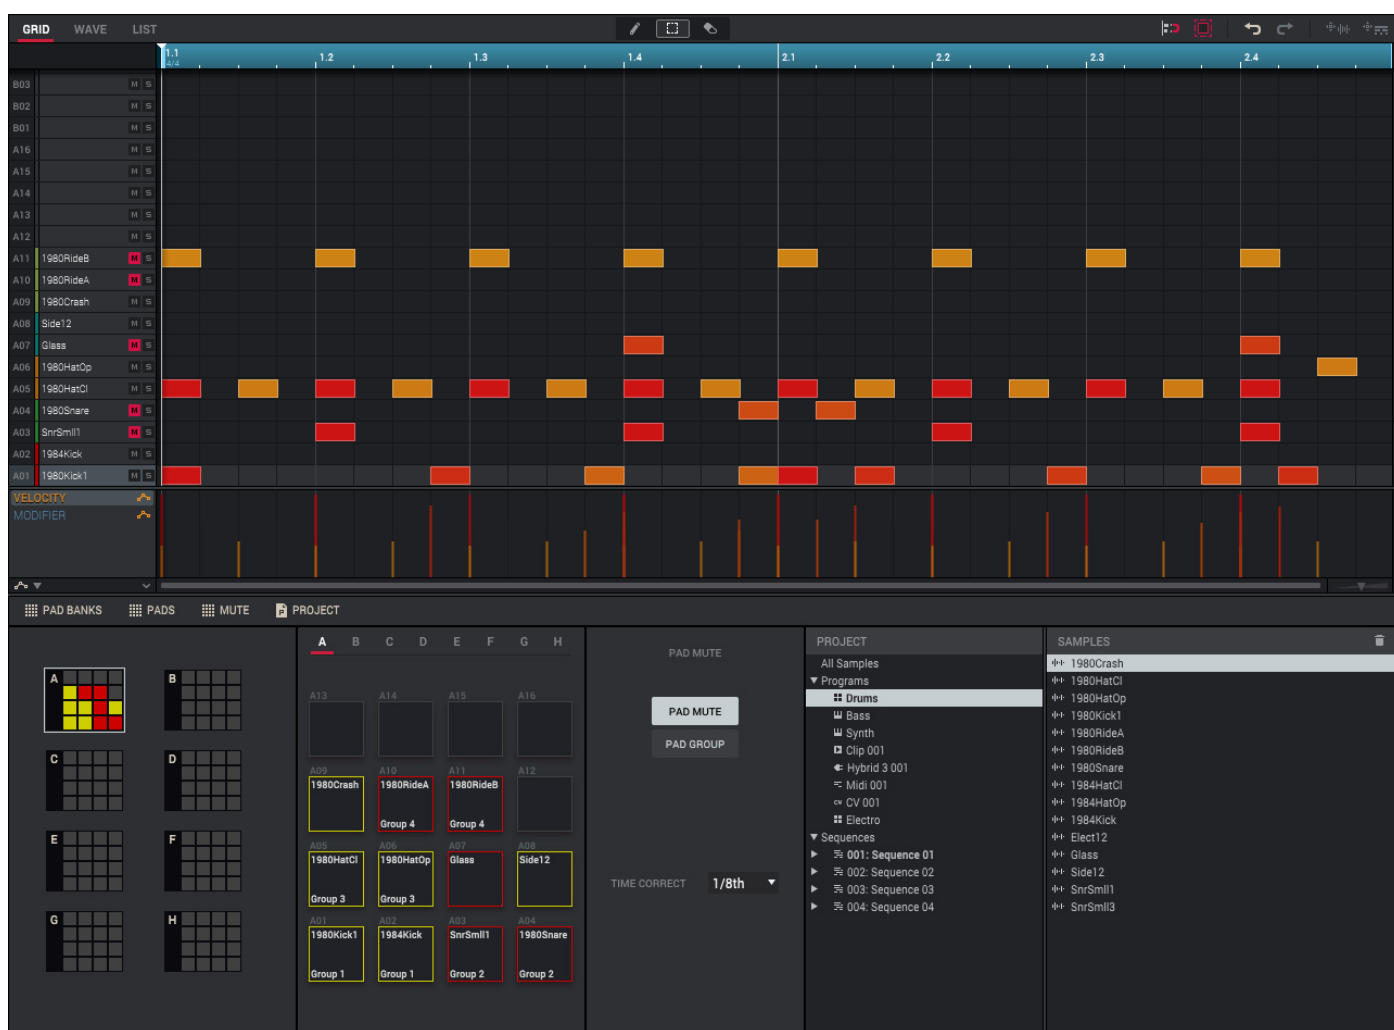 GRID WAVE LIST
1.1 1.2 1.3 1.4 2.1 2.2 2.3 2.4
4/4
B03 M S
B02 M S
B01 M S
A16 M S
A15 M S
A14 M S
A13 M S
A12 M S
A11 1980RideB M S
A10 1980RideA M S
A09 1980Crash M S
A08 Side12 M S
A07 Glass M S
A06 1980HatOp M S
A05 1980HatCl M S
A04 1980Snare M S
A03 SnrSmll1 M S
A02 1984Kick M S
A01 1980Kick1 M S
VELOCITY
MODIFIER
PAD BANKS PADS MUTE PROJECT
A B
C D
E F
G H
A B C D E F G H
A13 A14 A15 A16
A09 A10 A11 A12
1980Crash 1980RideA 1980RideB
Group 4 Group 4
A05 A06 A07 A08
1980HatCl 1980HatOp Glass Side12
Group 3 Group 3
A01 A02 A03 A04
1980Kick1 1984Kick SnrSmll1 1980Snare
Group 1 Group 1 Group 2 Group 2
PAD MUTE
PAD MUTE
PAD GROUP
TIME CORRECT 1/8th
PROJECT
All Samples
Programs
Drums
Bass
Synth
Clip 001
Hybrid 3 001
Midi 001
CV CV 001
Electro
Sequences
001: Sequence 01
002: Sequence 02
003: Sequence 03
004: Sequence 04
SAMPLES
1980Crash
1980HatCl
1980HatOp
1980Kick1
1980RideA
1980RideB
1980Snare
1984HatCl
1984HatOp
1984Kick
Elect12
Glass
Side12
SnrSmll1
SnrSmll3